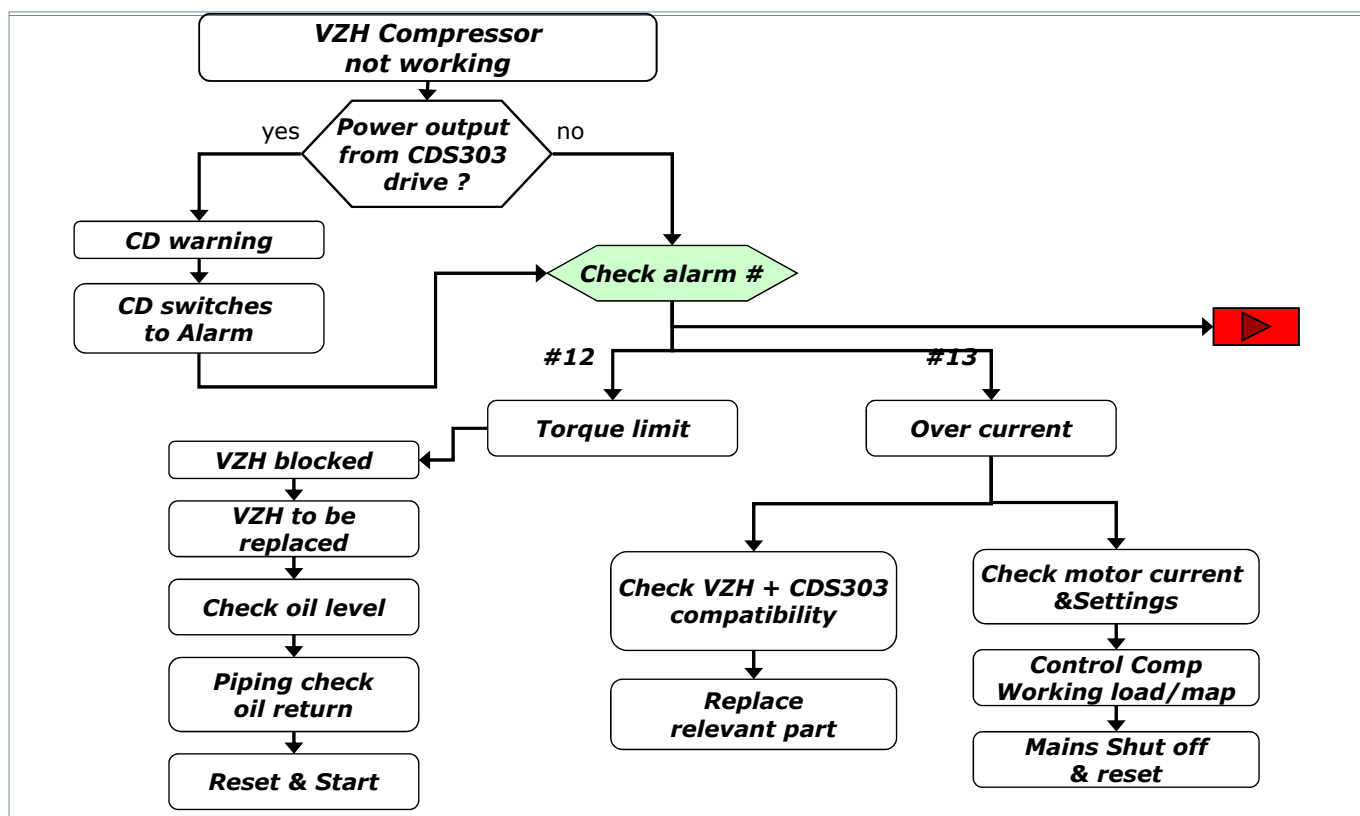 VZH Compressor
not working
yes
Power output
from CDS303
drive ?
no
CD warning
CD switches
to Alarm
Check alarm #
#12
#13
Torque limit
Over current
VZH blocked
VZH to be
replaced
Check oil level
Piping check
oil return
Reset & Start
Check VZH + CDS303
compatibility
Replace
relevant part
Check motor current
&Settings
Control Comp
Working load/map
Mains Shut off
& reset